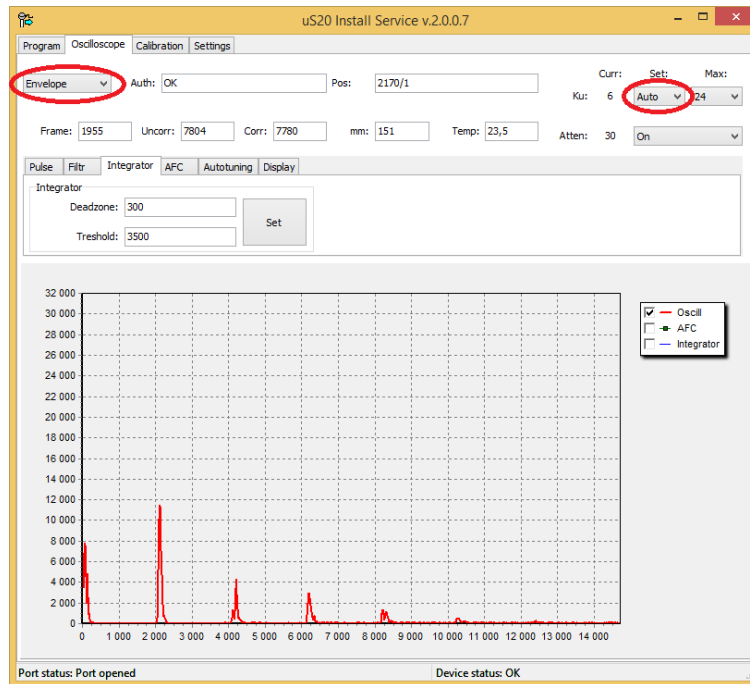 uS20 Install Service v.2.0.0.7
Program Oscilloscope Calibration Settings
Curr: Set: Max:
Envelope Auth: OK Pos: 2170/1 Ku: 6 Auto 24
Frame: 1955 Uncorr: 7804 Corr: 7780 mm: 151 Temp: 23,5 Atten: 30 On
Pulse Filtr Integrator AFC Autotuning Display
Integrator
Deadzone: 300
Set
Treshold: 3500
32 000
30 000
28 000
26 000
24 000
22 000
20 000
18 000
16 000
14 000
12 000
10 000
8 000
6 000
4 000
2 000
0
0 1 000 2 000 3 000 4 000 5 000 6 000 7 000 8 000 9 000 10 000 11 000 12 000 13 000 14 000
Oscill
AFC
Integrator
Port status: Port opened Device status: OK